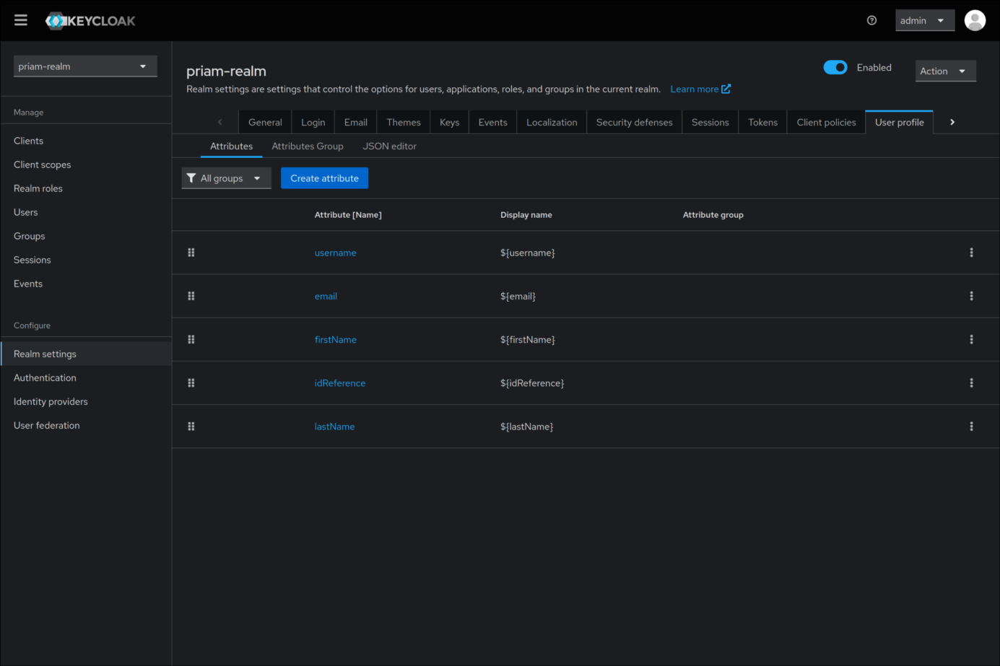 KEYCLOAK
admin
priam-realm
Manage
Clients
Client scopes
Realm roles
Users
Groups
Sessions
Events
Configure
Realm settings
Authentication
Identity providers
User federation
priam-realm
Enabled
Action
Realm settings are settings that control the options for users, applications, roles, and groups in the current realm. Learn more
General Login Email Themes Keys Events Localization Security defenses Sessions Tokens Client policies User profile
Attributes Attributes Group JSON editor
All groups Create attribute
Attribute [Name] Display name Attribute group
username ${username}
email ${email}
firstName ${firstName}
idReference ${idReference}
lastName ${lastName}